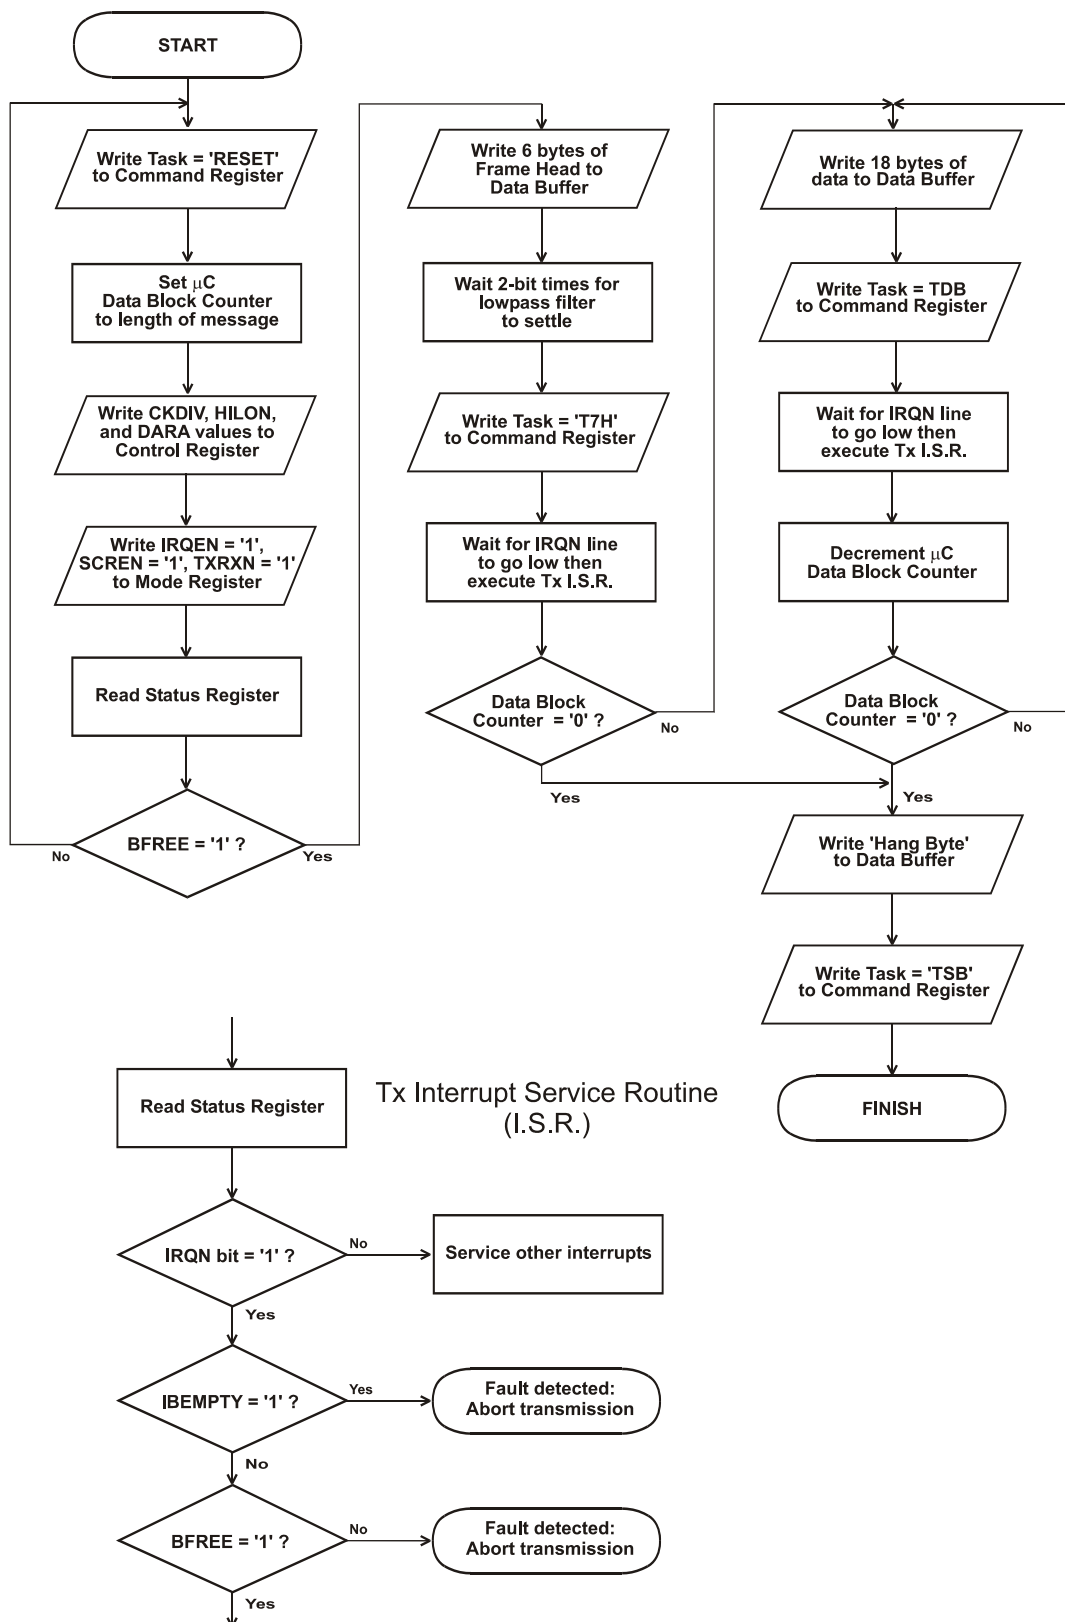 START
Write Task = 'RESET'
to Command Register
Set μC
Data Block Counter
to length of message
Write CKDIV, HILON,
and DARA values to
Control Register
Write IRQEN = '1',
SCREN = '1', TXRXN = '1'
to Mode Register
Read Status Register
BFREE = '1' ?
No
Yes
Write 6 bytes of
Frame Head to
Data Buffer
Wait 2-bit times for
lowpass filter
to settle
Write Task = 'T7H'
to Command Register
Wait for IRQN line
to go low then
execute Tx I.S.R.
Data Block
Counter = '0' ?
No
Yes
Write 18 bytes of
data to Data Buffer
Write Task = TDB
to Command Register
Wait for IRQN line
to go low then
execute Tx I.S.R.
Decrement μC
Data Block Counter
Data Block
Counter = '0' ?
No
Yes
Write 'Hang Byte'
to Data Buffer
Write Task = 'TSB'
to Command Register
FINISH
Tx Interrupt Service Routine
(I.S.R.)
Read Status Register
IRQN bit = '1' ?
No
Service other interrupts
Yes
IBEMPTY = '1' ?
Yes
Fault detected:
Abort transmission
No
BFREE = '1' ?
No
Fault detected:
Abort transmission
Yes